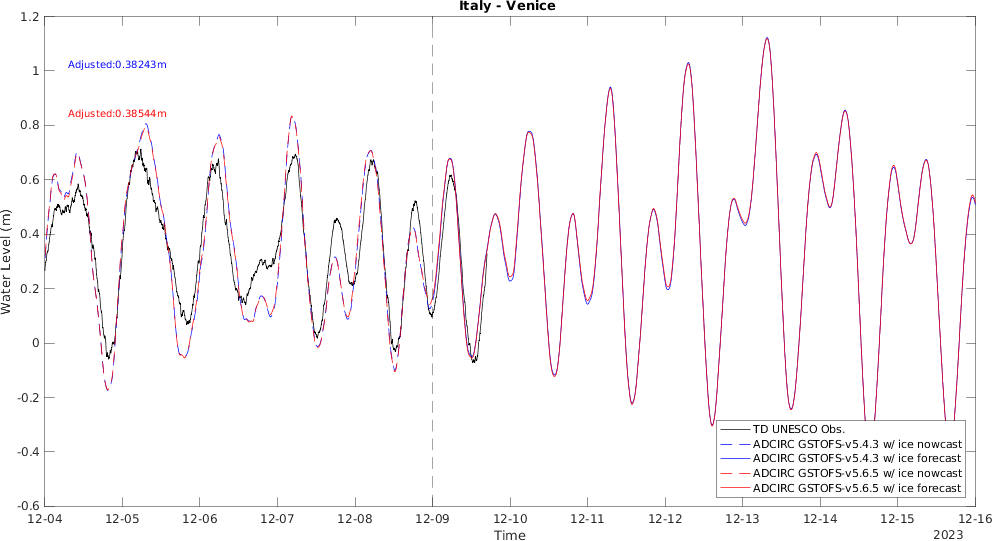 Italy - Venice
Water Level (m)
1.2
1
0.8
0.6
0.4
0.2
0
-0.2
-0.4
-0.6
Adjusted:0.38243m
Adjusted:0.38544m
TD UNESCO Obs.
ADCIRC GSTOFS-v5.4.3 w/ ice nowcast
ADCIRC GSTOFS-v5.4.3 w/ ice forecast
ADCIRC GSTOFS-v5.6.5 w/ ice nowcast
ADCIRC GSTOFS-v5.6.5 w/ ice forecast
12-04 12-05 12-06 12-07 12-08 12-09 12-10 12-11 12-12 12-13 12-14 12-15 12-16
Time
2023